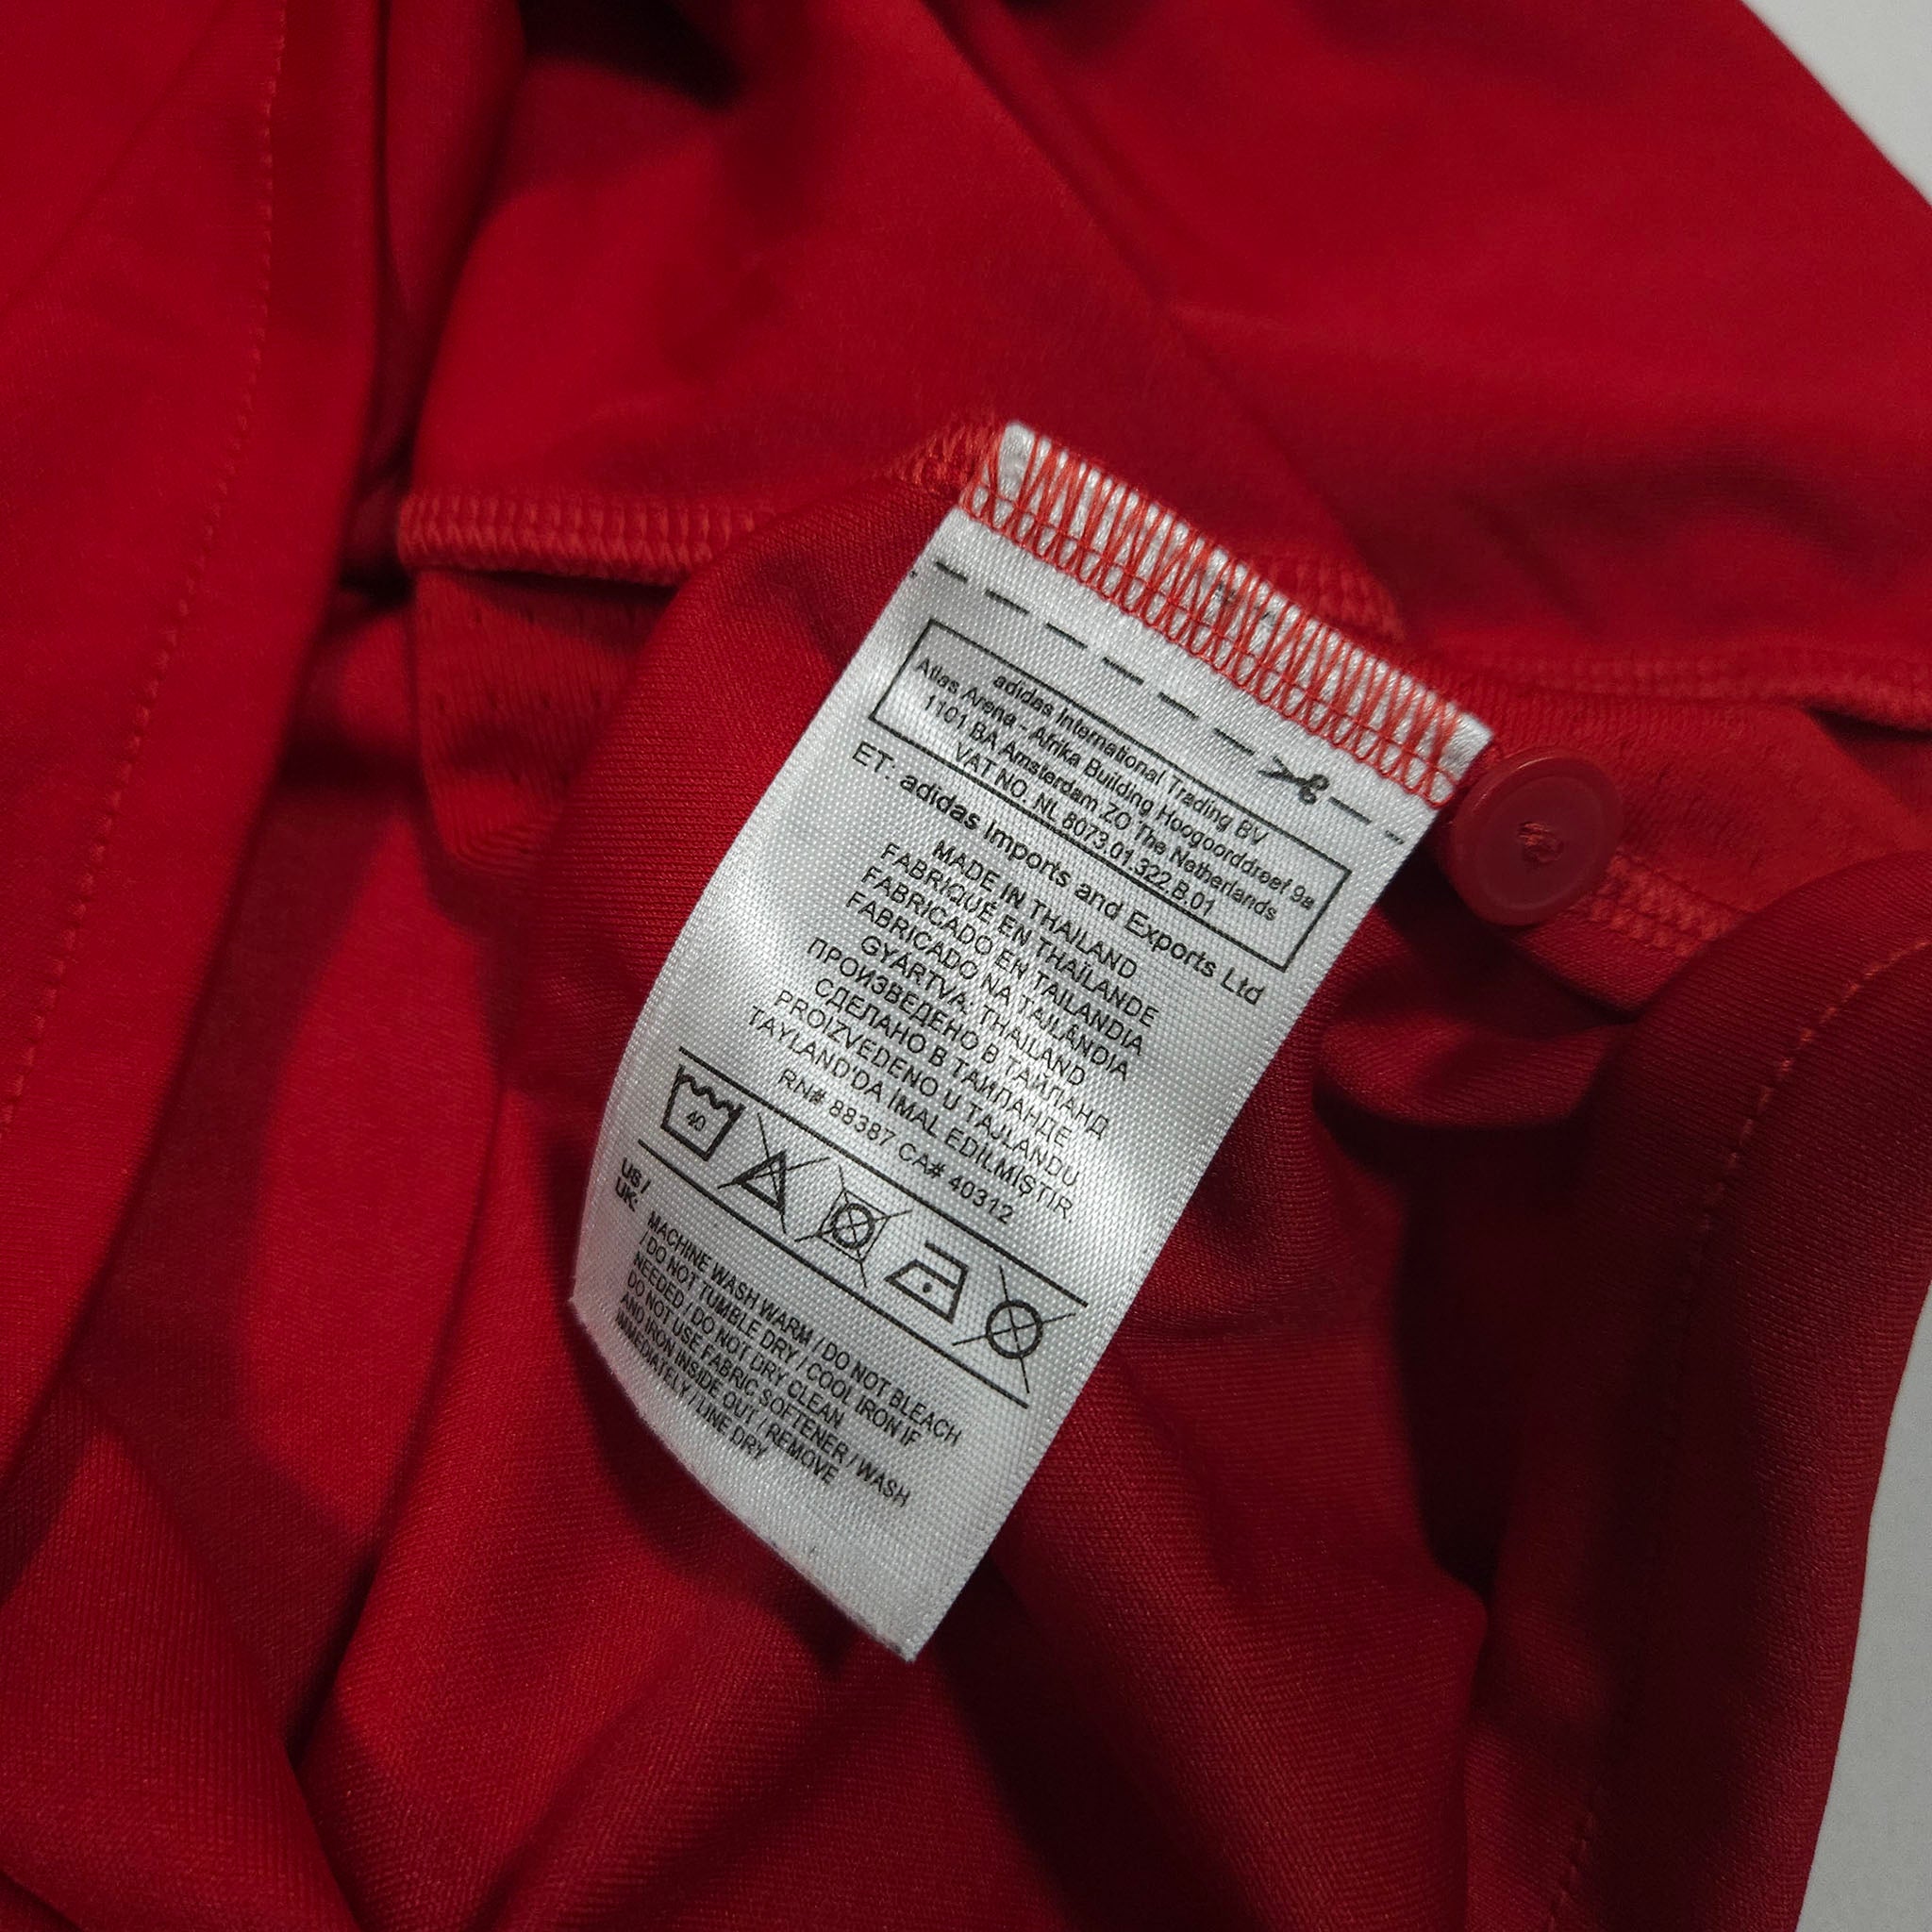 adidas International Trading BV
Atlas Arena - Afrika Building Hoogoorddreef 9a
1101 BA Amsterdam ZO The Netherlands
VAT NO. NL 8073.01.322.B.01
ET: adidas Imports and Exports Ltd
MADE IN THAILAND
FABRIQUÉ EN THAÏLANDE
FABRICADO EN TAILANDIA
FABRICADO NA TAILÂNDIA
GYÁRTVA: THAILAND
ПРОИЗВЕДЕНО В ТАЙЛАНД
СДЕЛАНО В ТАИЛАНДЕ
PROIZVEDENO U TAJLANDU
TAYLAND'DA İMAL EDİLMİŞTİR.
RN# 88387 CA# 40312
40
US /
UK:
MACHINE WASH WARM / DO NOT BLEACH
/ DO NOT TUMBLE DRY / COOL IRON IF
NEEDED / DO NOT DRY CLEAN
DO NOT USE FABRIC SOFTENER / WASH
AND IRON INSIDE OUT / REMOVE
IMMEDIATELY / LINE DRY